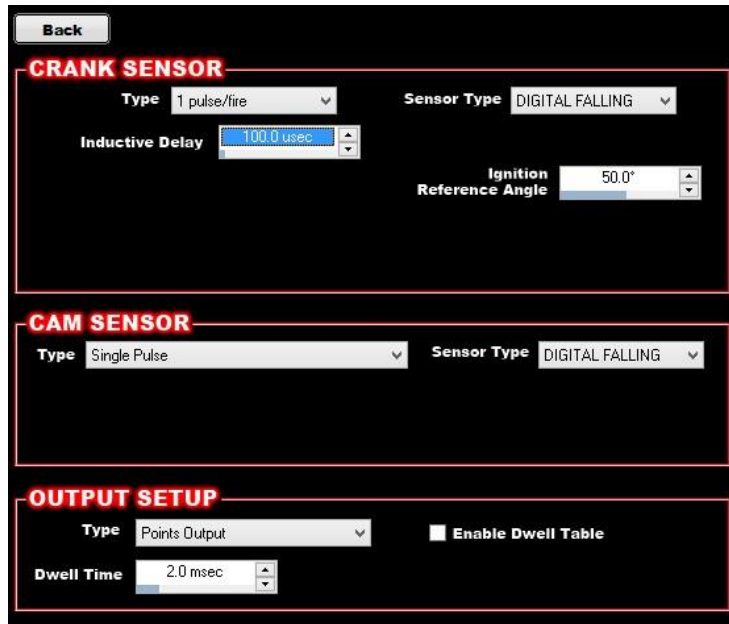 Back
CRANK SENSOR
Type 1 pulse/fire Sensor Type DIGITAL FALLING
Inductive Delay 100.0 usec
Ignition
Reference Angle 50.0°
CAM SENSOR
Type Single Pulse Sensor Type DIGITAL FALLING
OUTPUT SETUP
Type Points Output Enable Dwell Table
Dwell Time 2.0 msec